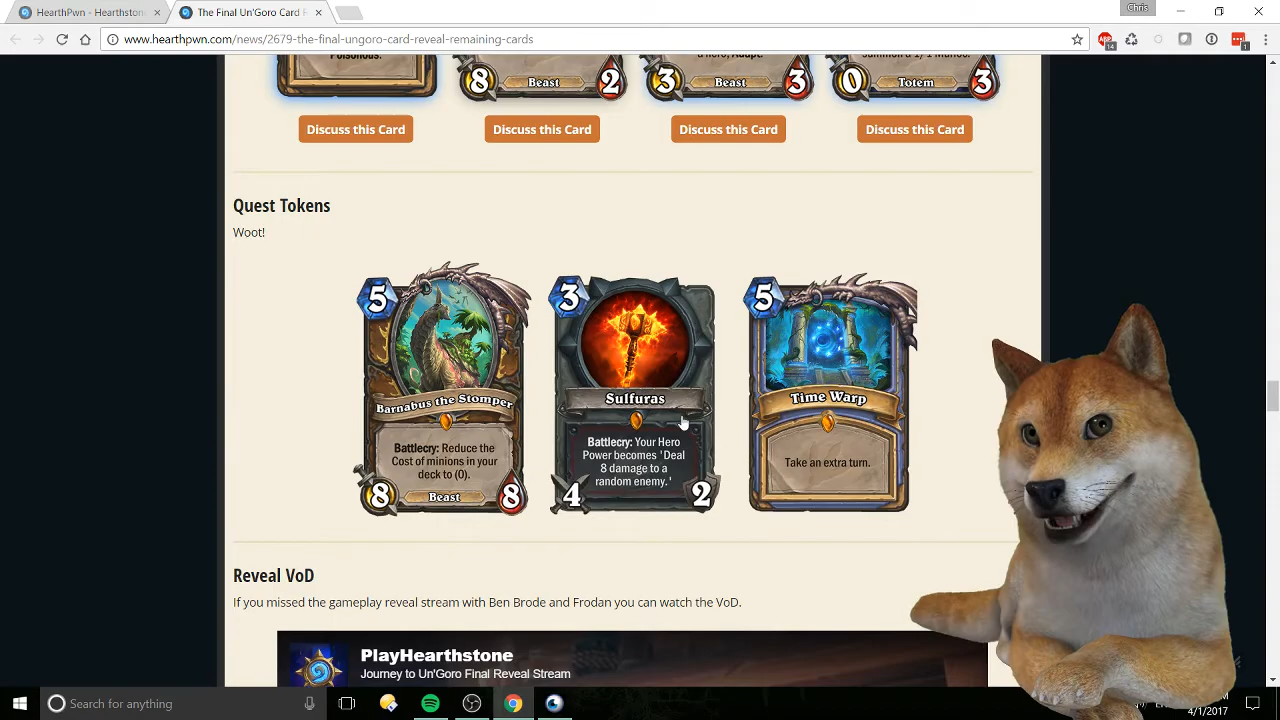 HearthPwn - Hearthstone
The Final Un'Goro Card
Chris
www.hearthpwn.com/news/2679-the-final-ungoro-card-reveal-remaining-cards
14
1
Poisonous.
a hero, Adapt.
8 Beast 2
3 Beast 3
0 Totem 3
Discuss this Card
Discuss this Card
Discuss this Card
Discuss this Card
Quest Tokens
Woot!
5
Barnabus the Stomper
Battlecry: Reduce the
Cost of minions in your
deck to (0).
8 Beast 8
3
Sulfuras
Battlecry: Your Hero
Power becomes 'Deal
8 damage to a
random enemy.'
4 2
5
Time Warp
Take an extra turn.
Reveal VoD
If you missed the gameplay reveal stream with Ben Brode and Frodan you can watch the VoD.
PlayHearthstone
Journey to Un'Goro Final Reveal Stream
Search for anything
4/1/2017